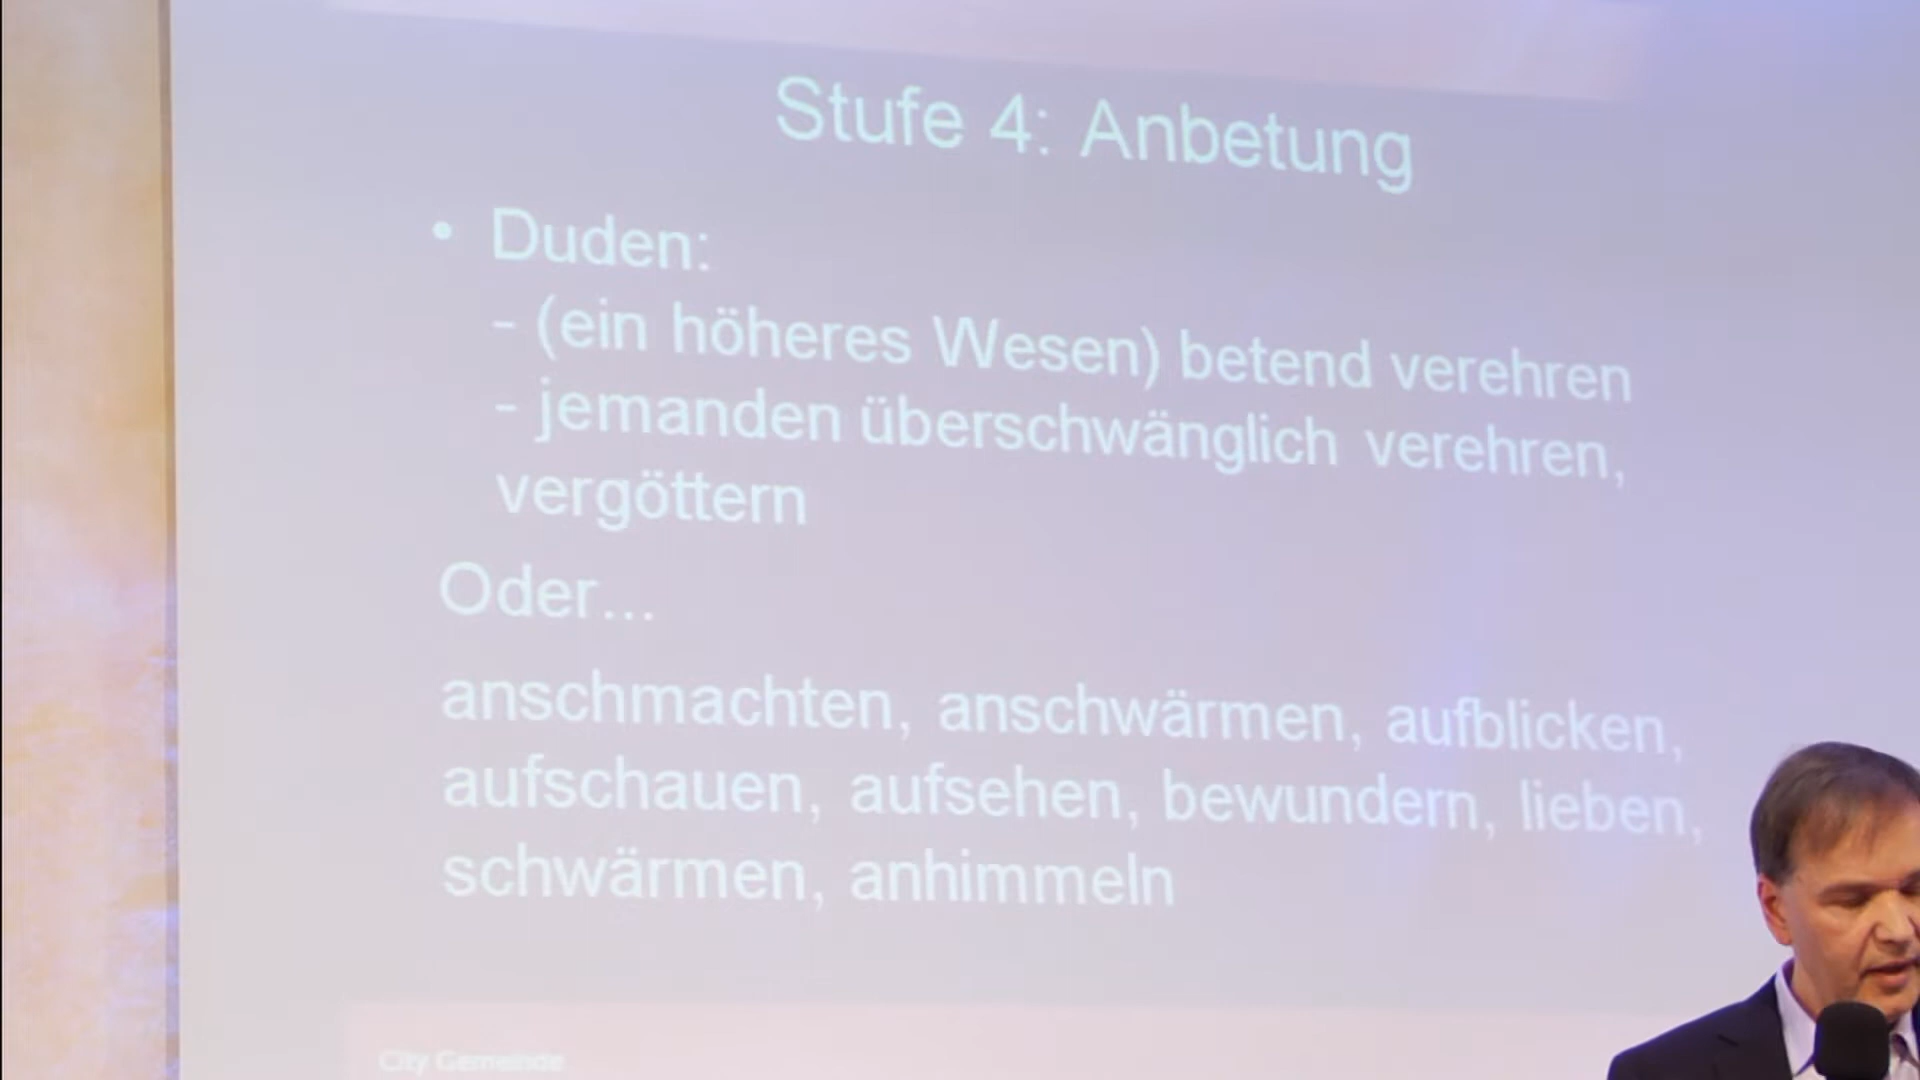 Stufe 4: Anbetung
• Duden:
- (ein höheres Wesen) betend verehren
- jemanden überschwänglich verehren,
vergöttern
Oder...
anschmachten, anschwärmen, aufblicken,
aufschauen, aufsehen, bewundern, lieben,
schwärmen, anhimmeln
City Gemeinde